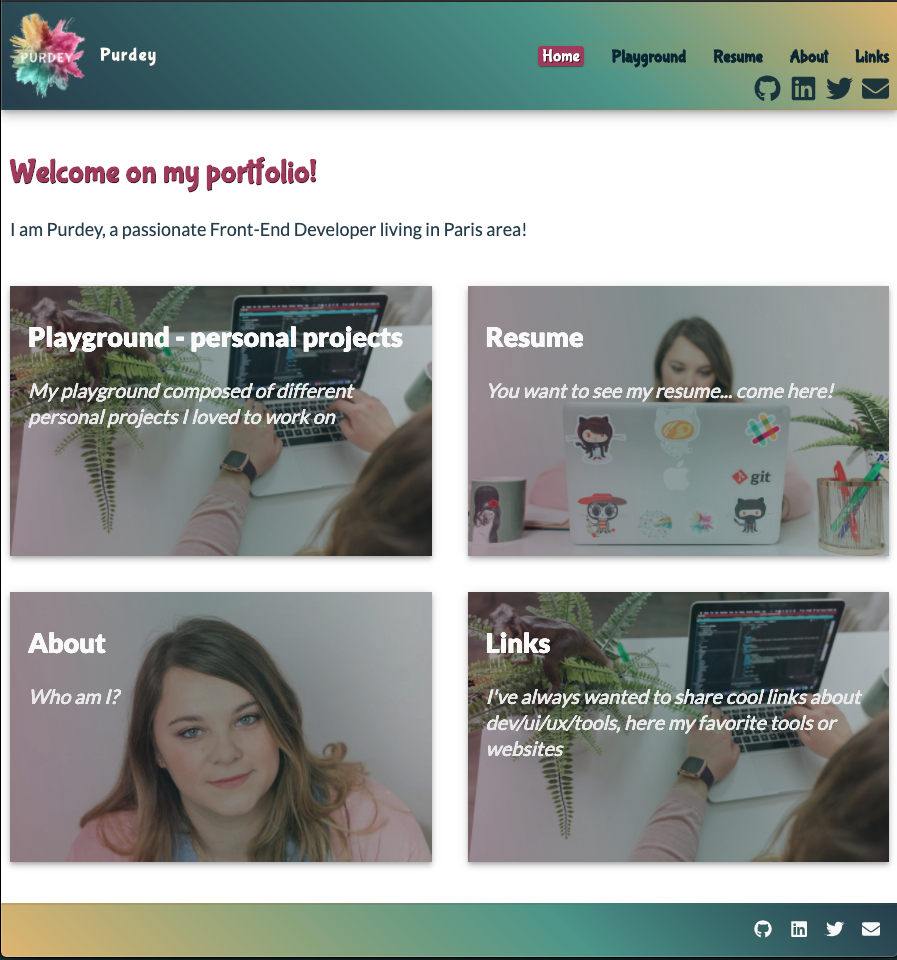 PURDEY
Purdey
Home Playground Resume About Links
Welcome on my portfolio!
I am Purdey, a passionate Front-End Developer living in Paris area!
Playground - personal projects
My playground composed of different
personal projects I loved to work on
Resume
You want to see my resume... come here!
git
About
Who am I?
Links
I've always wanted to share cool links about
dev/ui/ux/tools, here my favorite tools or
websites